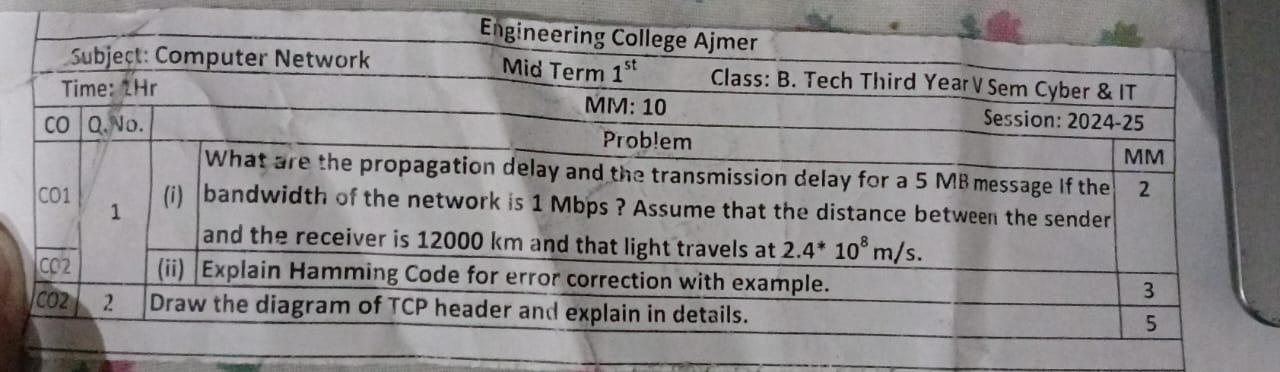 Engineering College Ajmer
Subject: Computer Network Mid Term 1st Class: B. Tech Third Year V Sem Cyber & IT
Time: 1Hr MM: 10 Session: 2024-25
CO Q.No. Problem MM
CO1 1 (i) What are the propagation delay and the transmission delay for a 5 MB message If the 2
bandwidth of the network is 1 Mbps ? Assume that the distance between the sender
and the receiver is 12000 km and that light travels at 2.4* 10⁸ m/s.
CO2 (ii) Explain Hamming Code for error correction with example. 3
CO2 2 Draw the diagram of TCP header and explain in details. 5